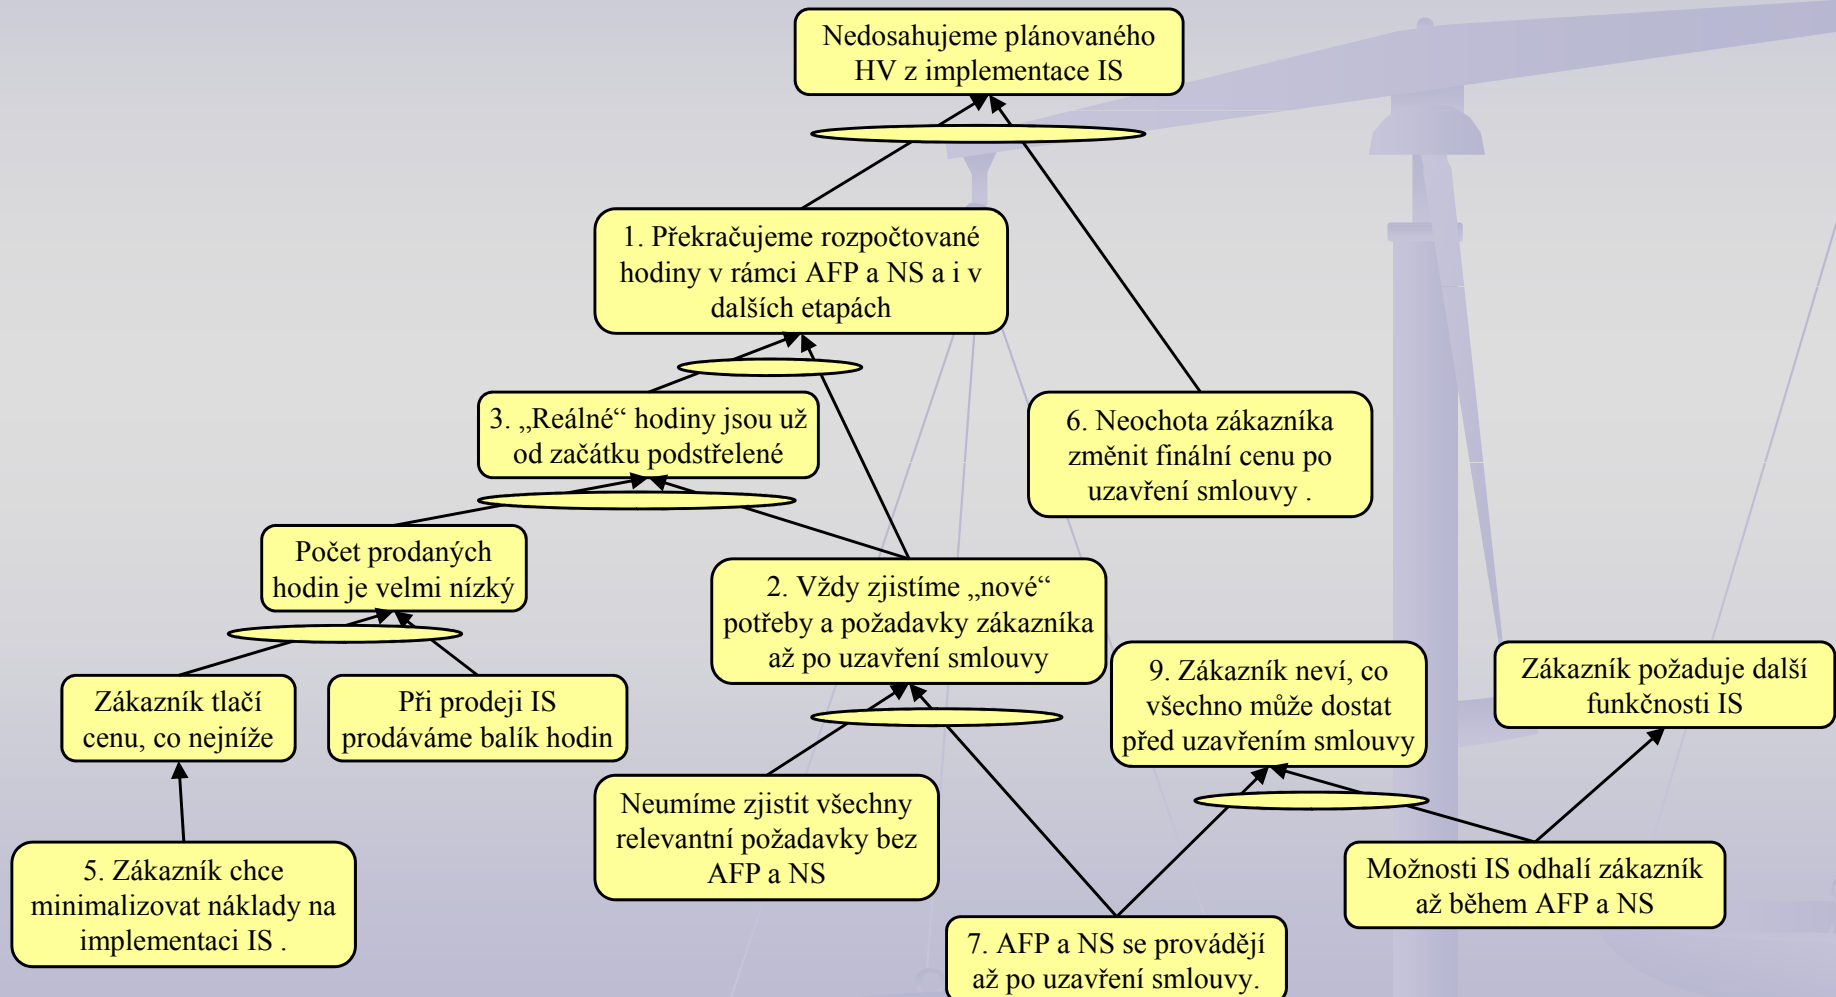 Nedosahujeme plánovaného
HV z implementace IS
1. Překračujeme rozpočtované
hodiny v rámci AFP a NS a i v
dalších etapách
3. „Reálné“ hodiny jsou už
od začátku podstřelené
6. Neochota zákazníka
změnit finální cenu po
uzavření smlouvy .
Počet prodaných
hodin je velmi nízký
2. Vždy zjistíme „nové“
potřeby a požadavky zákazníka
až po uzavření smlouvy
9. Zákazník neví, co
všechno může dostat
před uzavřením smlouvy
Zákazník požaduje další
funkčnosti IS
Zákazník tlačí
cenu, co nejníže
Při prodeji IS
prodáváme balík hodin
Neumíme zjistit všechny
relevantní požadavky bez
AFP a NS
5. Zákazník chce
minimalizovat náklady na
implementaci IS .
Možnosti IS odhalí zákazník
až během AFP a NS
7. AFP a NS se provádějí
až po uzavření smlouvy.